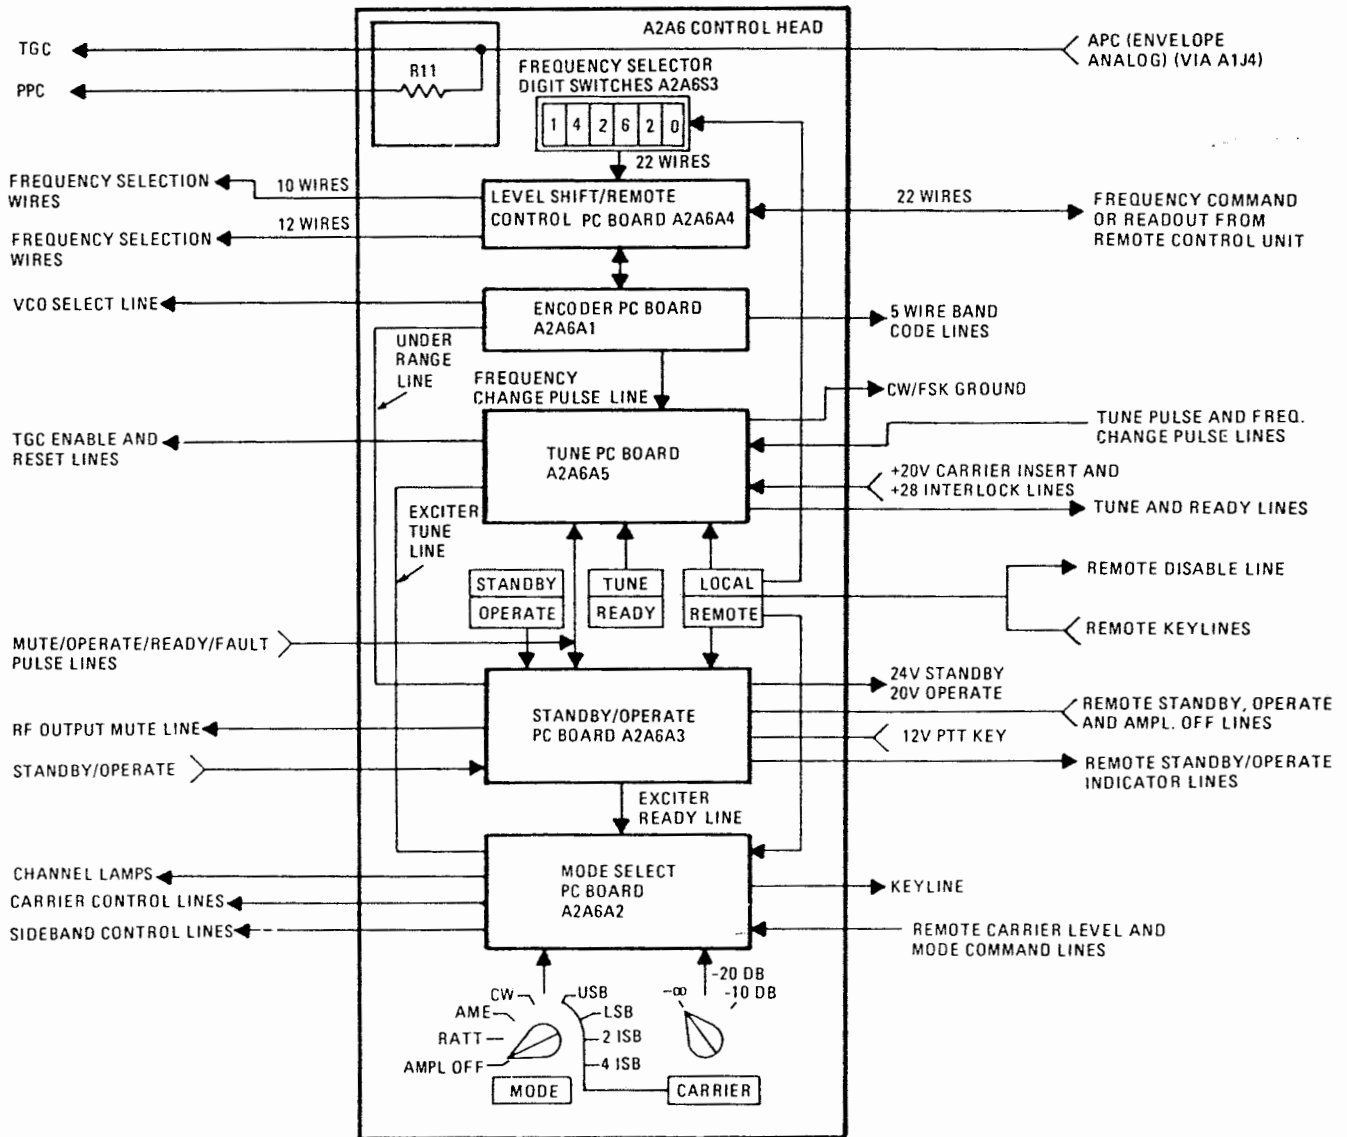 A2A6 CONTROL HEAD
TGC
APC (ENVELOPE
ANALOG) (VIA A1J4)
R11
PPC
FREQUENCY SELECTOR
DIGIT SWITCHES A2A6S3
1 4 2 6 2 0
22 WIRES
FREQUENCY SELECTION
WIRES
10 WIRES
LEVEL SHIFT/REMOTE
CONTROL PC BOARD A2A6A4
22 WIRES
FREQUENCY COMMAND
OR READOUT FROM
REMOTE CONTROL UNIT
12 WIRES
FREQUENCY SELECTION
WIRES
VCO SELECT LINE
ENCODER PC BOARD
A2A6A1
5 WIRE BAND
CODE LINES
UNDER
RANGE
LINE
FREQUENCY
CHANGE PULSE LINE
CW/FSK GROUND
TGC ENABLE AND
RESET LINES
TUNE PC BOARD
A2A6A5
TUNE PULSE AND FREQ.
CHANGE PULSE LINES
+20V CARRIER INSERT AND
+28 INTERLOCK LINES
TUNE AND READY LINES
EXCITER
TUNE
LINE
STANDBY
OPERATE
TUNE
READY
LOCAL
REMOTE
REMOTE DISABLE LINE
REMOTE KEYLINES
MUTE/OPERATE/READY/FAULT
PULSE LINES
STANDBY/OPERATE
PC BOARD A2A6A3
24V STANDBY
20V OPERATE
REMOTE STANDBY, OPERATE
AND AMPL. OFF LINES
RF OUTPUT MUTE LINE
12V PTT KEY
STANDBY/OPERATE
REMOTE STANDBY/OPERATE
INDICATOR LINES
EXCITER
READY LINE
CHANNEL LAMPS
CARRIER CONTROL LINES
SIDEBAND CONTROL LINES
MODE SELECT
PC BOARD
A2A6A2
KEYLINE
REMOTE CARRIER LEVEL AND
MODE COMMAND LINES
AMPL OFF
RATT
AME
CW
USB
LSB
2 ISB
4 ISB
MODE
-∞
-20 DB
-10 DB
CARRIER